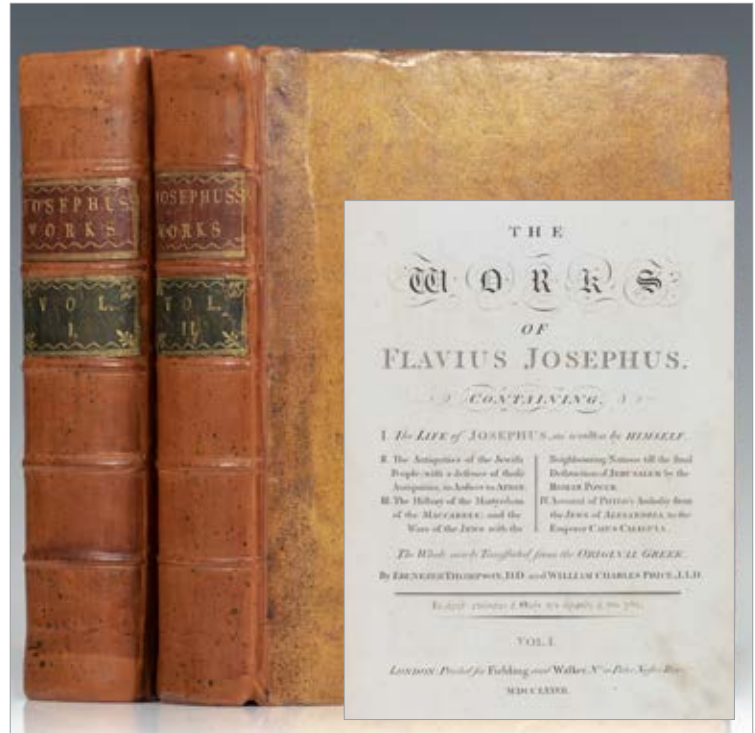 JOSEPHUS
WORKS
VOL.
I.
JOSEPHUS'S
WORKS
VOL.
II.
THE
WORKS
OF
FLAVIUS JOSEPHUS.
CONTAINING,
I. The LIFE of JOSEPHUS, as written by HIMSELF.
II. The Antiquities of the Jewish
People; with a defence of those
Antiquities, in Answer to APION.
III. The History of the Martyrdom
of the MACCABEES: and the
Wars of the JEWS with the
Neighbouring Nations till the final
Destruction of JERUSALEM by the
ROMAN POWER.
IV. Account of PHILO's Embassy from
the JEWS of ALEXANDRIA, to the
Emperor CAIUS CALIGULA.
The Whole newly Translated from the ORIGINAL GREEK.
By EBENEZER THOMPSON, D.D. and WILLIAM CHARLES PRICE, L.L.D.
VOL. I.
LONDON: Printed for Fielding and Walker, Nº Pater Noster Row